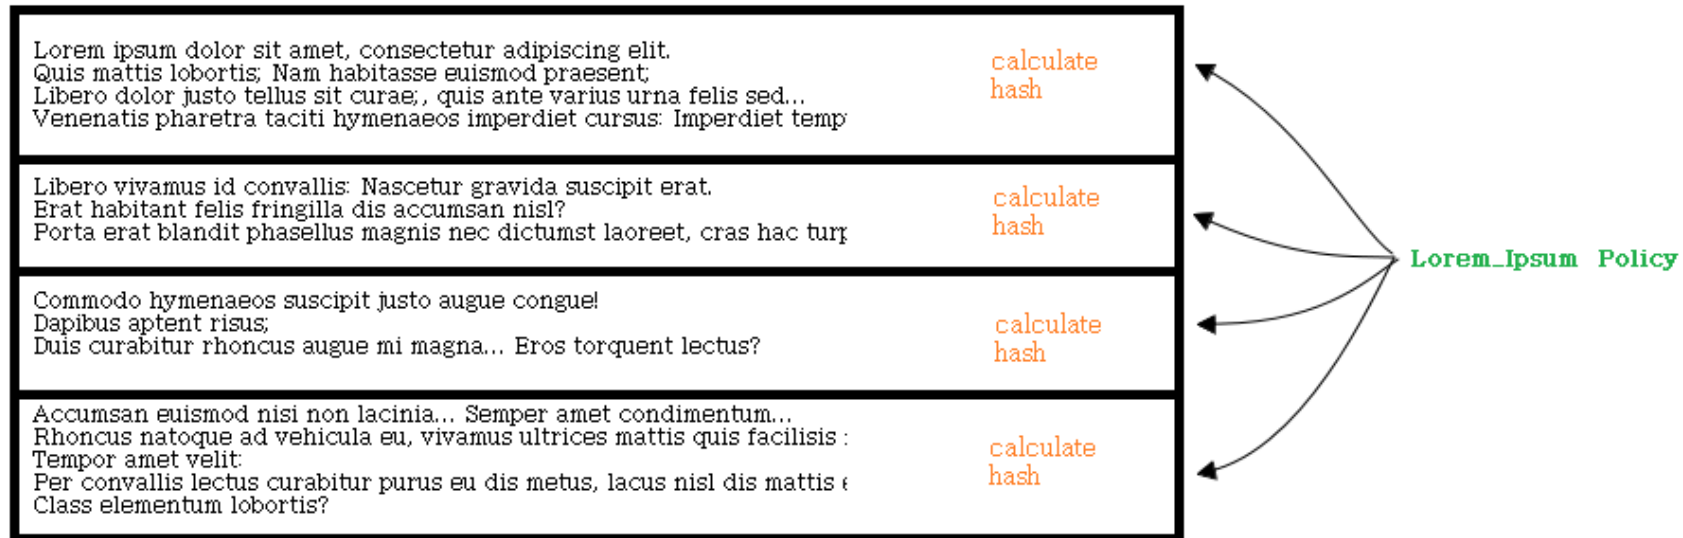 Lorem ipsum dolor sit amet, consectetur adipiscing elit.
Quis mattis lobortis; Nam habitasse euismod praesent;
Libero dolor justo tellus sit curae;, quis ante varius urna felis sed...
Venenatis pharetra taciti hymenaeos imperdiet cursus: Imperdiet temp
calculate
hash
Libero vivamus id convallis: Nascetur gravida suscipit erat.
Erat habitant felis fringilla dis accumsan nisl?
Porta erat blandit phasellus magnis nec dictumst laoreet, cras hac turp
calculate
hash
Commodo hymenaeos suscipit justo augue congue!
Dapibus aptent risus;
Duis curabitur rhoncus augue mi magna... Eros torquent lectus?
calculate
hash
Accumsan euismod nisi non lacinia... Semper amet condimentum...
Rhoncus natoque ad vehicula eu, vivamus ultrices mattis quis facilisis
Tempor amet velit:
Per convallis lectus curabitur purus eu dis metus, lacus nisl dis mattis
Class elementum lobortis?
calculate
hash
Lorem_Ipsum Policy